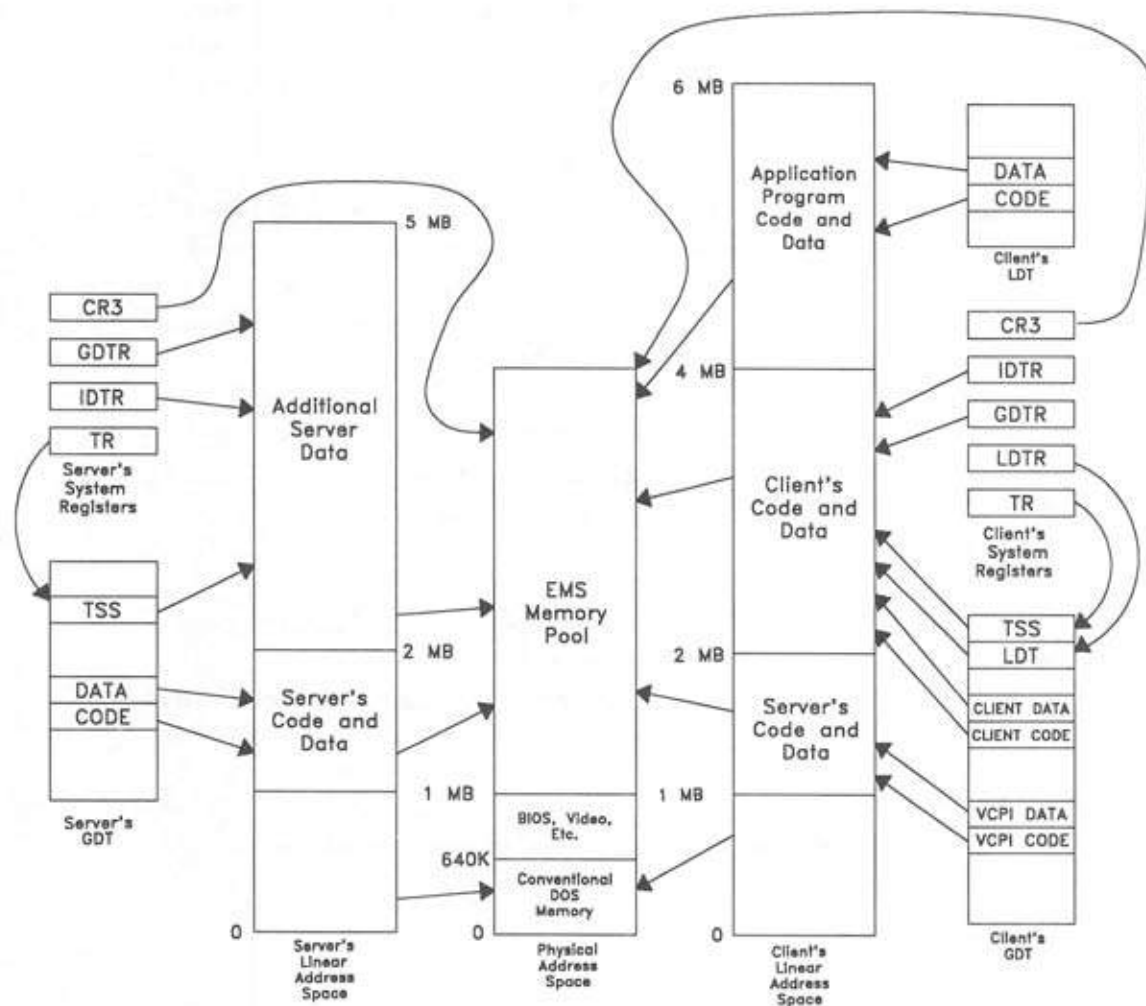 6 MB
Application
Program
Code and
Data
DATA
CODE
Client's
LDT
5 MB
CR3
GDTR
IDTR
TR
Server's
System
Registers
Additional
Server
Data
4 MB
CR3
IDTR
GDTR
LDTR
TR
Client's
System
Registers
Client's
Code and
Data
EMS
Memory
Pool
TSS
DATA
CODE
Server's
GDT
2 MB
Server's
Code and
Data
2 MB
Server's
Code and
Data
TSS
LDT
CLIENT DATA
CLIENT CODE
VCPI DATA
VCPI CODE
Client's
GDT
1 MB
1 MB
BIOS, Video,
Etc.
640K
Conventional
DOS
Memory
0
0
0
Server's
Linear
Address
Space
Physical
Address
Space
Client's
Linear
Address
Space